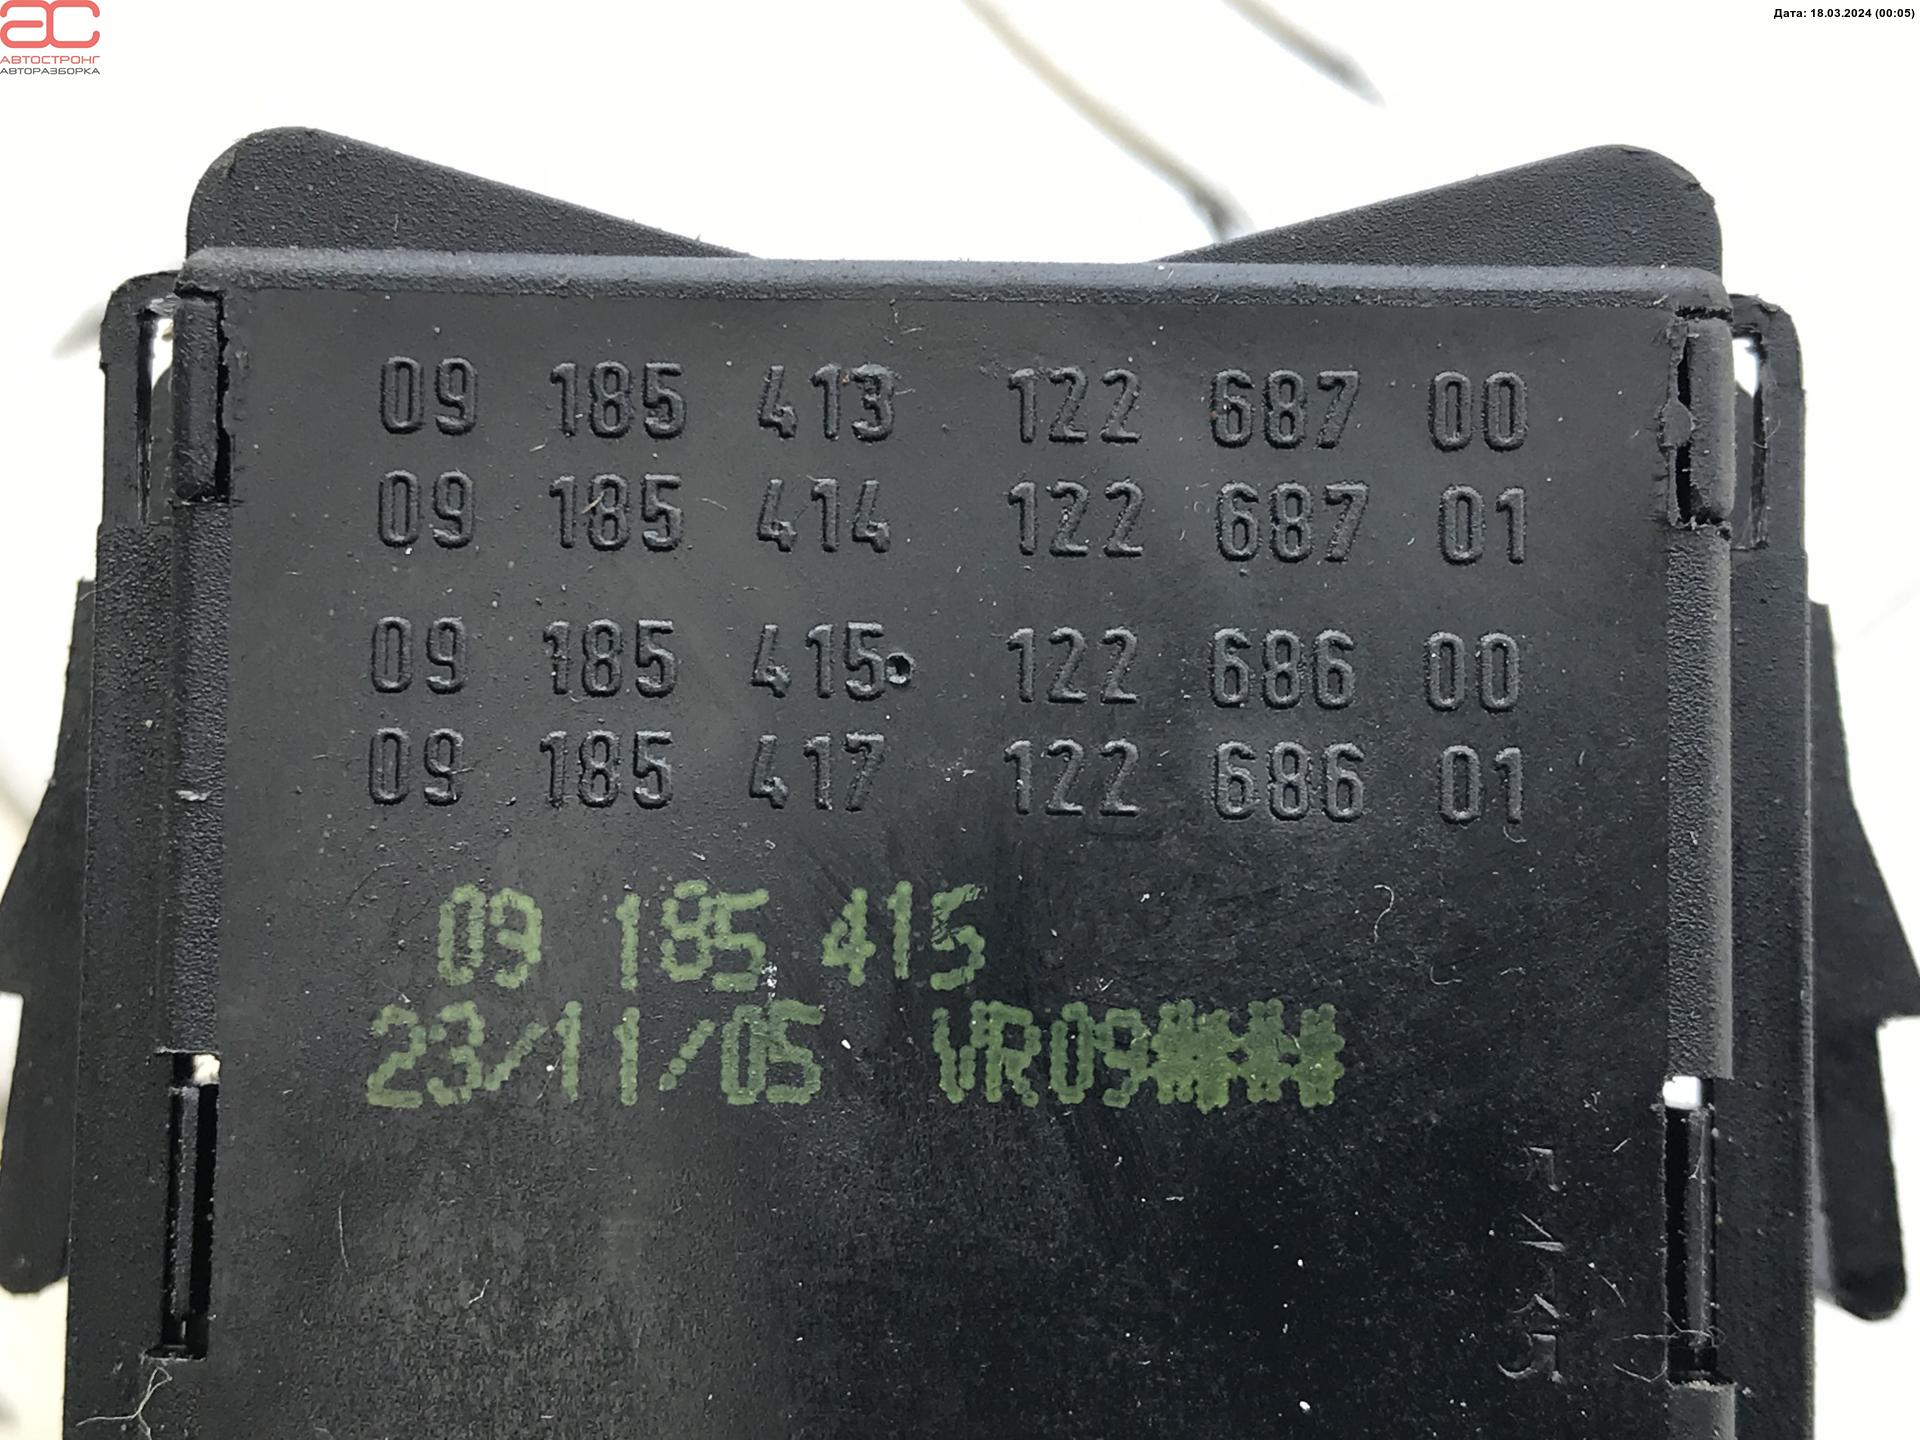 АВТОСТРОНГ
АВТОРАЗБОРКА
Дата: 18.03.2024 (00:05)
09 185 413 122 687 00
09 185 414 122 687 01
09 185 415 122 686 00
09 185 417 122 686 01
09 185 415
23/11/05 VR09